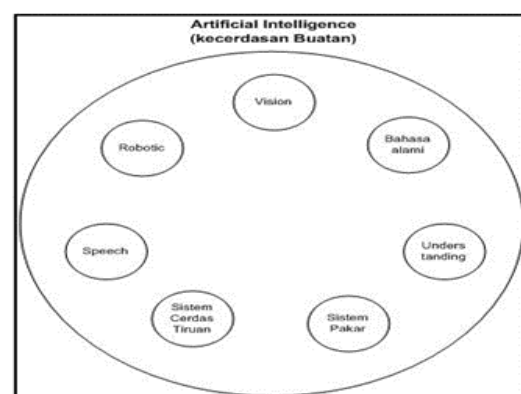 Artificial Intelligence
(kecerdasan Buatan)
Vision
Robotic
Bahasa
alami
Speech
Unders
tanding
Sistem
Cerdas
Tiruan
Sistem
Pakar